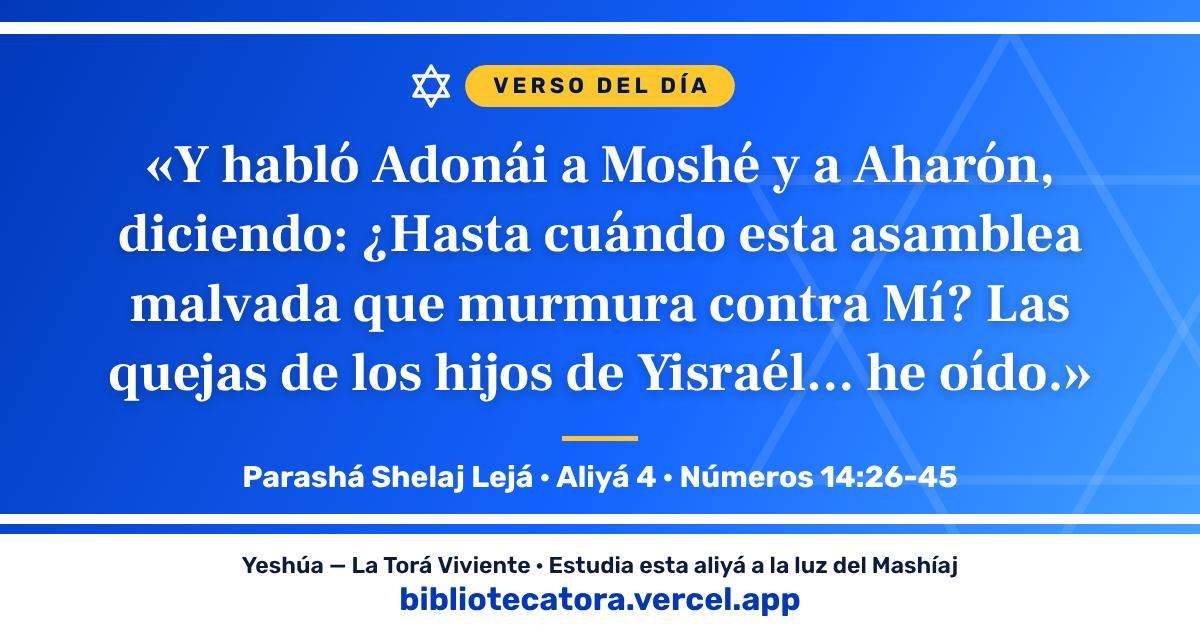 VERSO DEL DÍA
«Y habló Adonái a Moshé y a Aharón,
diciendo: ¿Hasta cuándo esta asamblea
malvada que murmura contra Mí? Las
quejas de los hijos de Yisraél... he oído.»
Parashá Shelaj Lejá • Aliyá 4 • Números 14:26-45
Yeshúa — La Torá Viviente • Estudia esta aliyá a la luz del Mashíaj
bibliotecatora.vercel.app